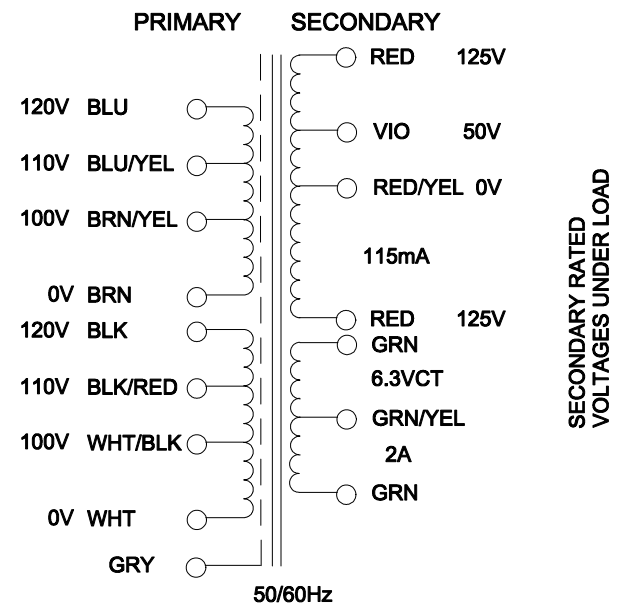 PRIMARY SECONDARY
RED 125V
120V BLU
VIO 50V
110V BLU/YEL
RED/YEL 0V
100V BRN/YEL
115mA
0V BRN
RED 125V
120V BLK
GRN
110V BLK/RED
6.3VCT
GRN/YEL
100V WHT/BLK
2A
GRN
0V WHT
GRY
50/60Hz
SECONDARY RATED
VOLTAGES UNDER LOAD